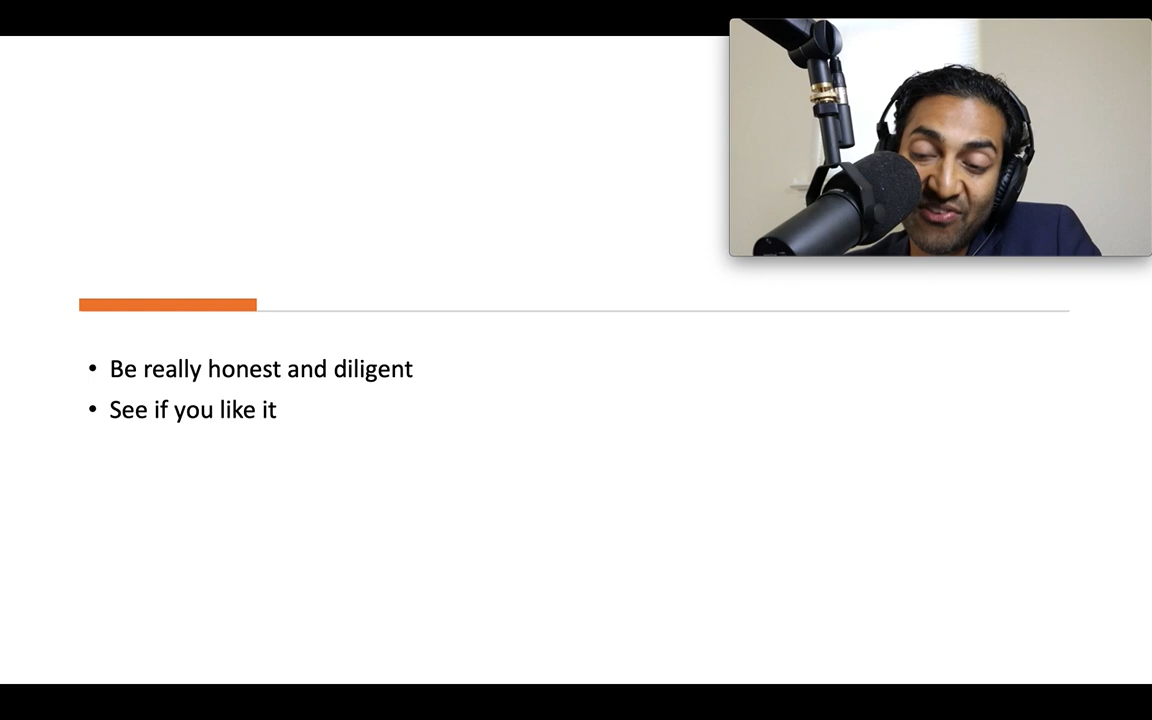 • Be really honest and diligent
• See if you like it